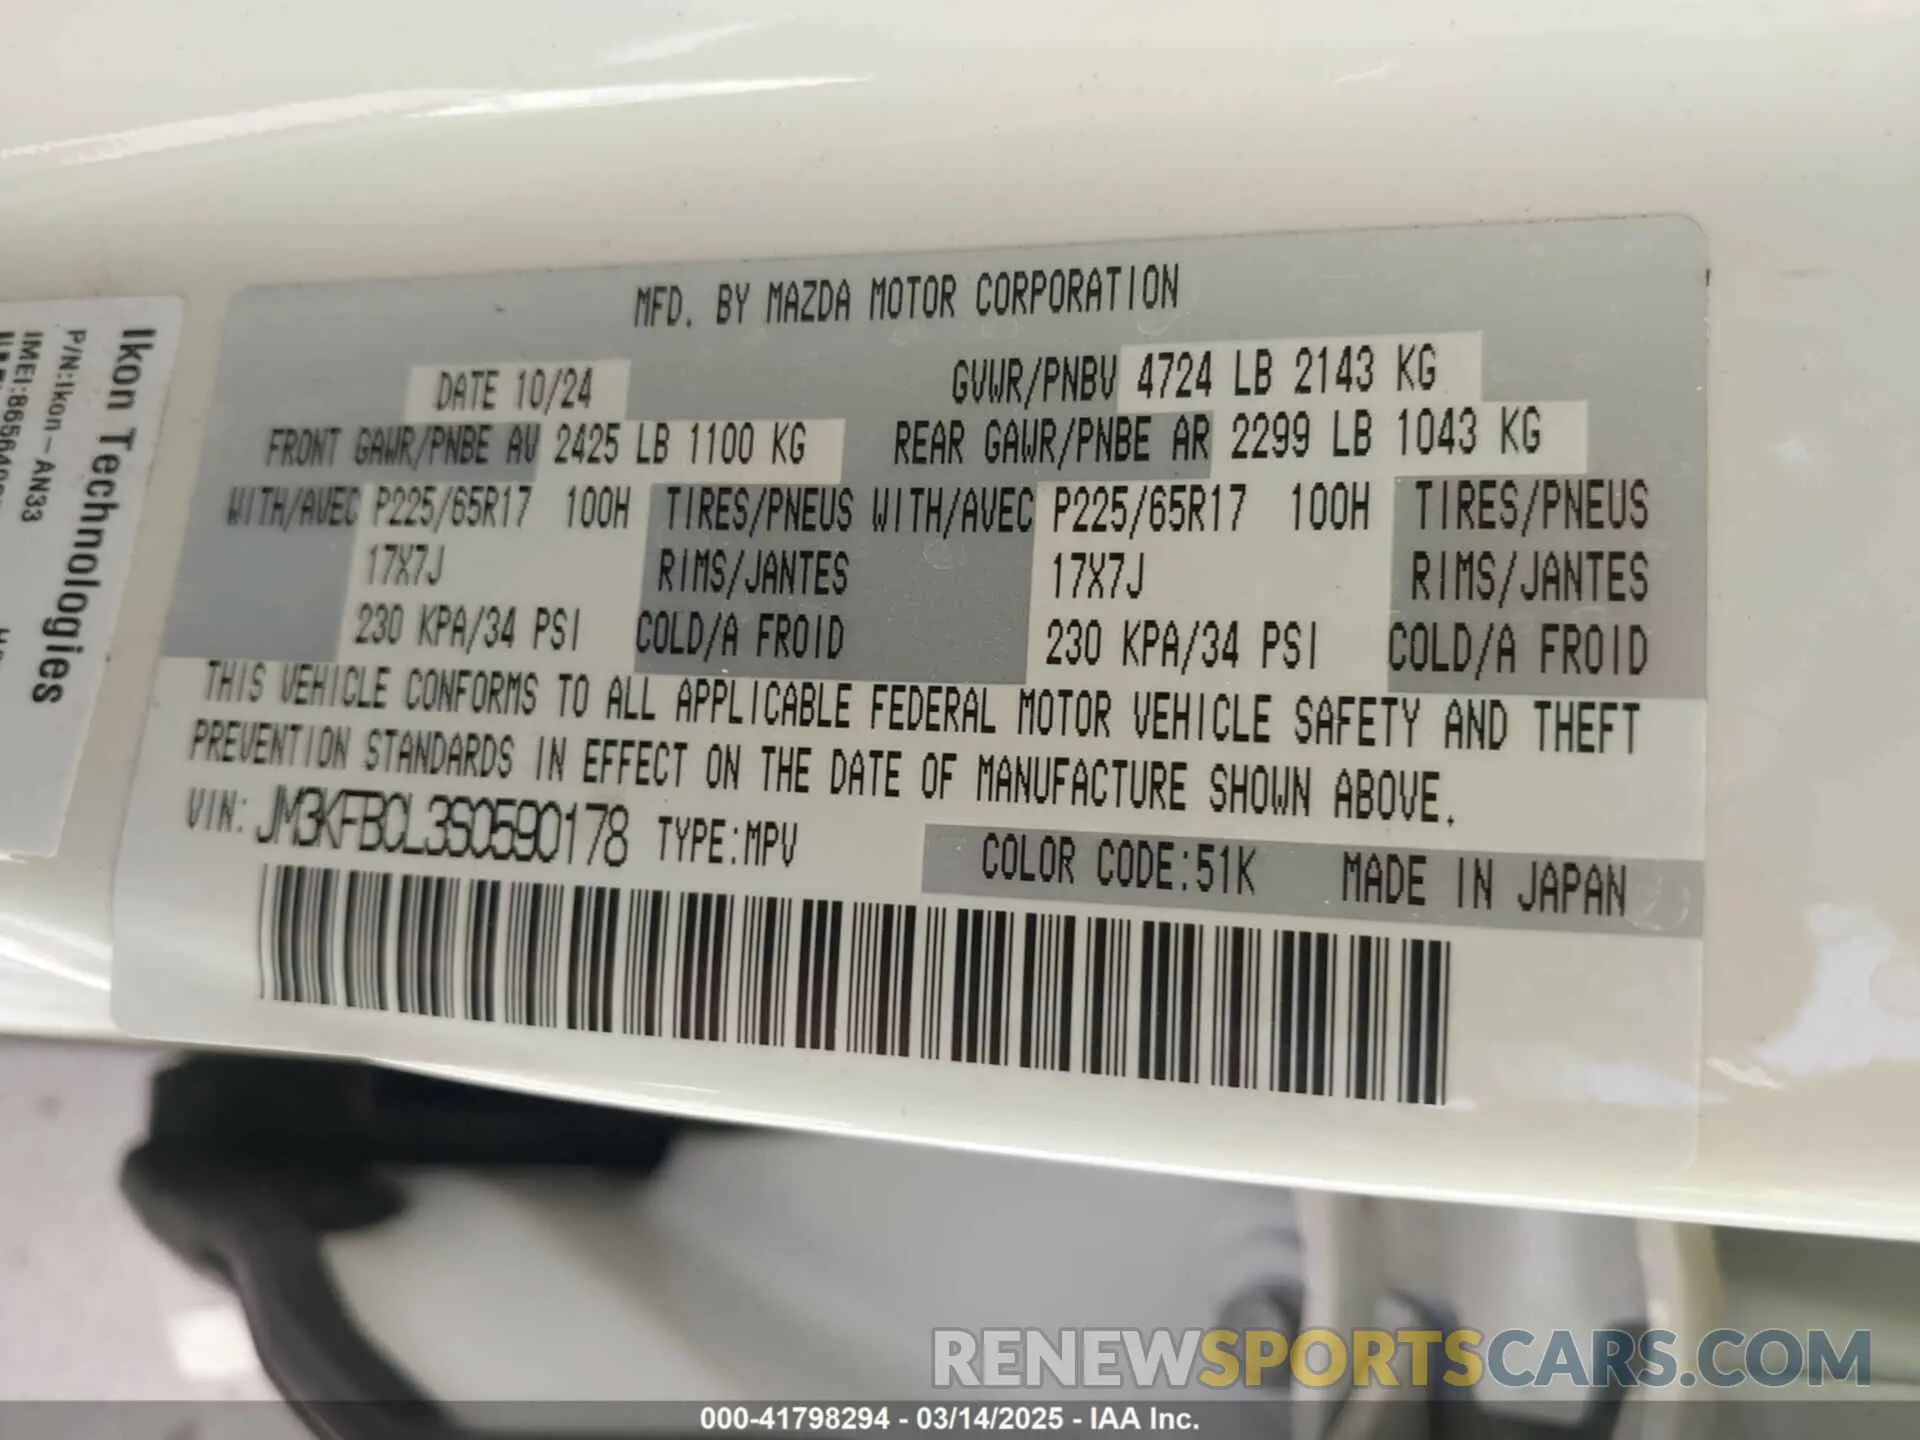 MFD. BY MAZDA MOTOR CORPORATION
DATE 10/24
GVWR/PNBV 4724 LB 2143 KG
FRONT GAWR/PNBE AV 2425 LB 1100 KG
REAR GAWR/PNBE AR 2299 LB 1043 KG
WITH/AVEC P225/65R17 100H TIRES/PNEUS WITH/AVEC P225/65R17 100H TIRES/PNEUS
17X7J RIMS/JANTES 17X7J RIMS/JANTES
230 KPA/34 PSI COLD/A FROID 230 KPA/34 PSI COLD/A FROID
THIS VEHICLE CONFORMS TO ALL APPLICABLE FEDERAL MOTOR VEHICLE SAFETY AND THEFT
PREVENTION STANDARDS IN EFFECT ON THE DATE OF MANUFACTURE SHOWN ABOVE.
VIN: JM3KFBCL3S0590178 TYPE:MPV
COLOR CODE:51K MADE IN JAPAN
Ikon Technologies
P/N:Ikon-AN33
RENEWSPORTSCARS.COM
000-41798294 - 03/14/2025 - IAA Inc.